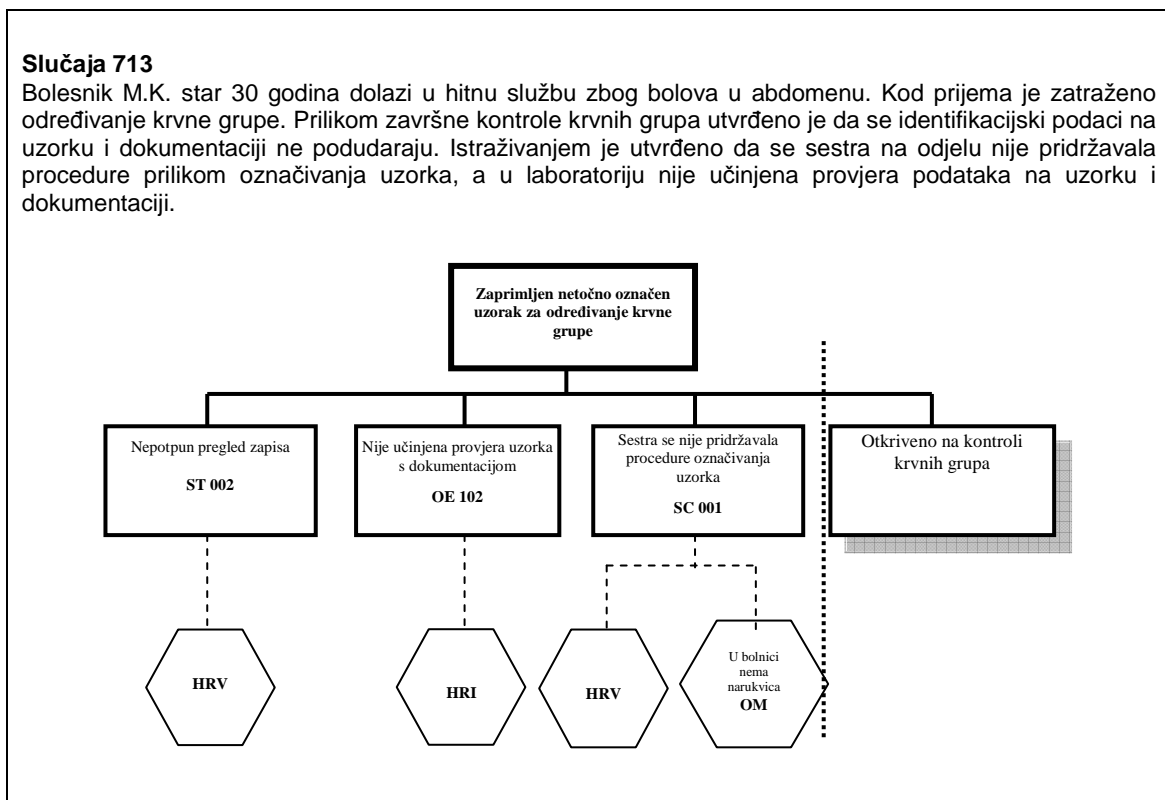 Slučaja 713
Bolesnik M.K. star 30 godina dolazi u hitnu službu zbog bolova u abdomenu. Kod prijema je zatraženo
određivanje krvne grupe. Prilikom završne kontrole krvnih grupa utvrđeno je da se identifikacijski podaci na
uzorku i dokumentaciji ne podudaraju. Istraživanjem je utvrđeno da se sestra na odjelu nije pridržavala
procedure prilikom označivanja uzorka, a u laboratoriju nije učinjena provjera podataka na uzorku i
dokumentaciji.
Zaprimljen netočno označen
uzorak za određivanje krvne
grupe
Nepotpun pregled zapisa
ST 002
Nije učinjena provjera uzorka
s dokumentacijom
OE 102
Sestra se nije pridržavala
procedure označivanja
uzorka
SC 001
Otkriveno na kontroli
krvnih grupa
HRV
HRI
HRV
U bolnici
nema
narukvica
OM